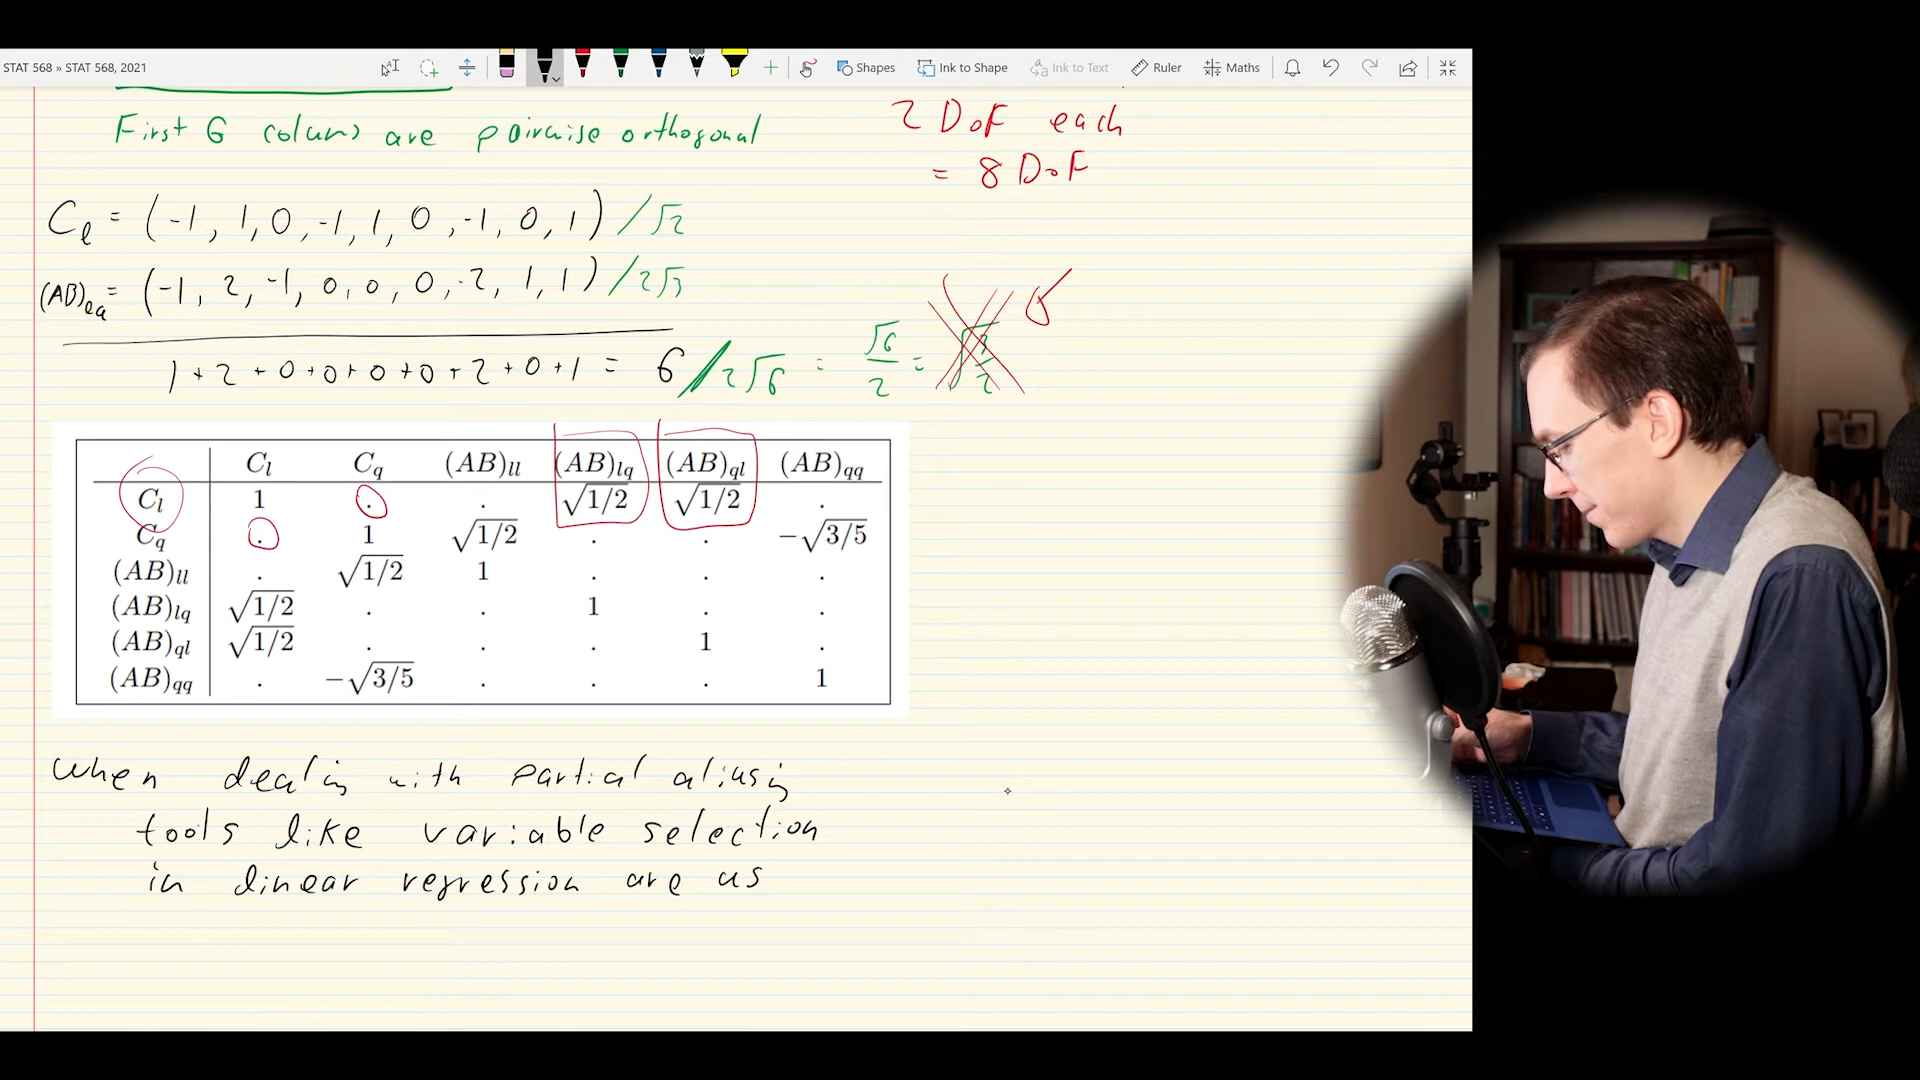 STAT 568 » STAT 568, 2021
Shapes
Ink to Shape
Ink to Text
Ruler
Maths
First 6 colums are pairwise orthogonal
2 DoF each
= 8 DoF
C_l = (-1, 1, 0, -1, 1, 0, -1, 0, 1) /√2
(AB)_eq = (-1, 2, -1, 0, 0, 0, -2, 1, 1) /2√3
1 + 2 + 0 + 0 + 0 + 0 + 2 + 0 + 1 = 6 / 2√6 = √6/2 =
C_l C_q (AB)_ll (AB)_lq (AB)_ql (AB)_qq
C_l 1 . . √1/2 √1/2 .
C_q . 1 √1/2 . . -√3/5
(AB)_ll . √1/2 1 . . .
(AB)_lq √1/2 . . 1 . .
(AB)_ql √1/2 . . . 1 .
(AB)_qq . -√3/5 . . . 1
When dealing with partial aliasing
tools like variable selection
in linear regression are us